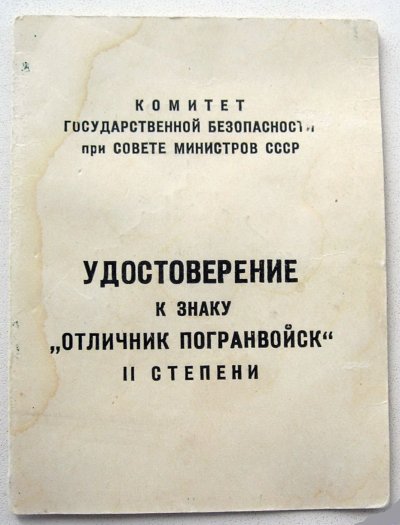 КОМИТЕТ
ГОСУДАРСТВЕННОЙ БЕЗОПАСНОСТИ
при СОВЕТЕ МИНИСТРОВ СССР
УДОСТОВЕРЕНИЕ
К ЗНАКУ
„ОТЛИЧНИК ПОГРАНВОЙСК“
II СТЕПЕНИ